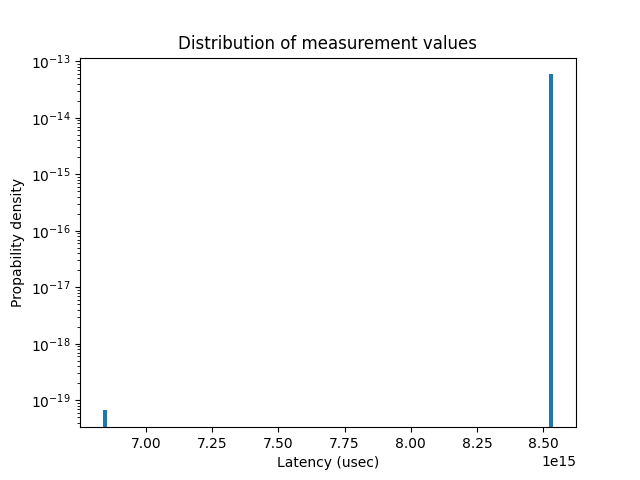 Distribution of measurement values
10⁻¹³
10⁻¹⁴
10⁻¹⁵
10⁻¹⁶
10⁻¹⁷
10⁻¹⁸
10⁻¹⁹
Propability density
7.00 7.25 7.50 7.75 8.00 8.25 8.50
1e15
Latency (usec)